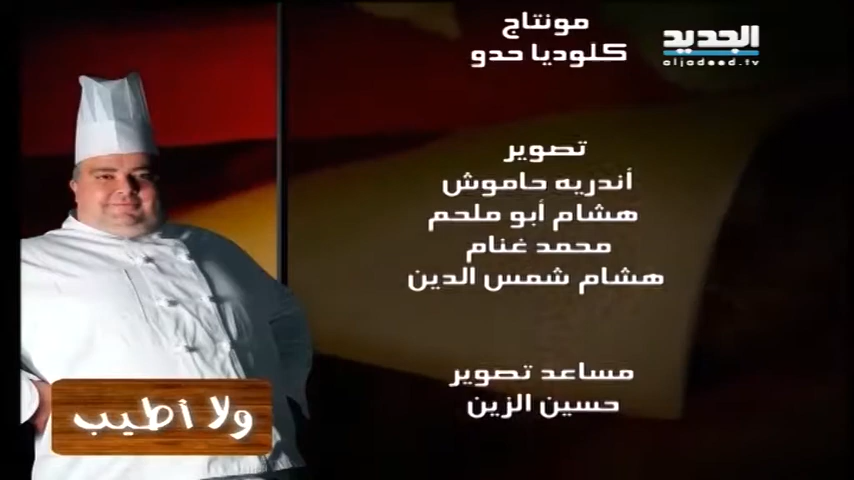 مونتاج
كلوديا حدو
الجديد
aljadeed.tv
تصوير
أندريه حاموش
هشام أبو ملحم
محمد غنام
هشام شمس الدين
مساعد تصوير
حسين الزين
ولا أطيب